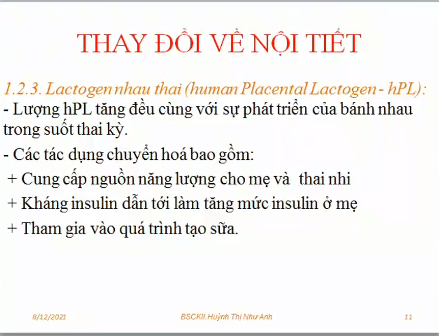 THAY ĐỔI VỀ NỘI TIẾT
1.2.3. Lactogen nhau thai (human Placental Lactogen - hPL):
- Lượng hPL tăng đều cùng với sự phát triển của bánh nhau
trong suốt thai kỳ.
- Các tác dụng chuyển hoá bao gồm:
+ Cung cấp nguồn năng lượng cho mẹ và thai nhi
+ Kháng insulin dẫn tới làm tăng mức insulin ở mẹ
+ Tham gia vào quá trình tạo sữa.
8/12/2021
BSCKII.Huỳnh Thị Như Anh
11